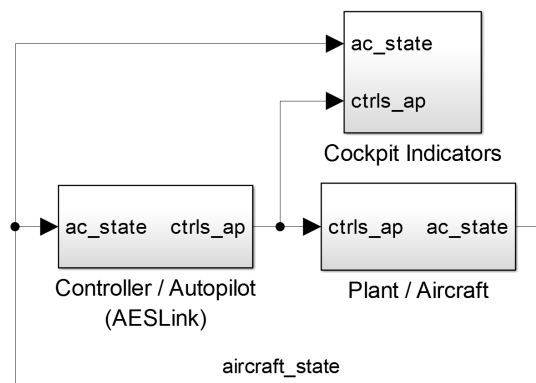 ac_state
ctrls_ap
Cockpit Indicators
ac_state ctrls_ap
Controller / Autopilot
(AESLink)
ctrls_ap ac_state
Plant / Aircraft
aircraft_state